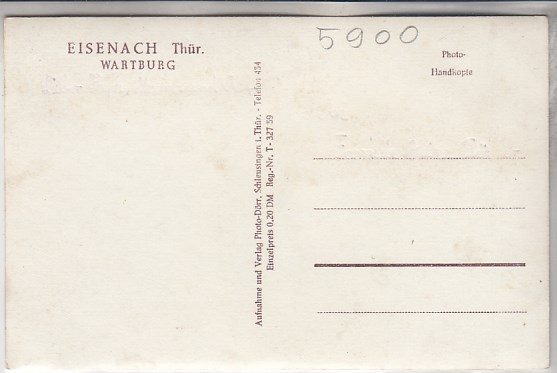 EISENACH Thür.
WARTBURG
5900
Photo-
Handkopie
Aufnahme und Verlag Photo-Dörr, Schleusingen i. Thür. - Telefon 454
Einzelpreis 0,20 DM Reg.-Nr. T- 327 59